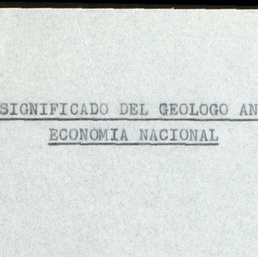 SIGNIFICADO DEL GEOLOGO AN
ECONOMIA NACIONAL